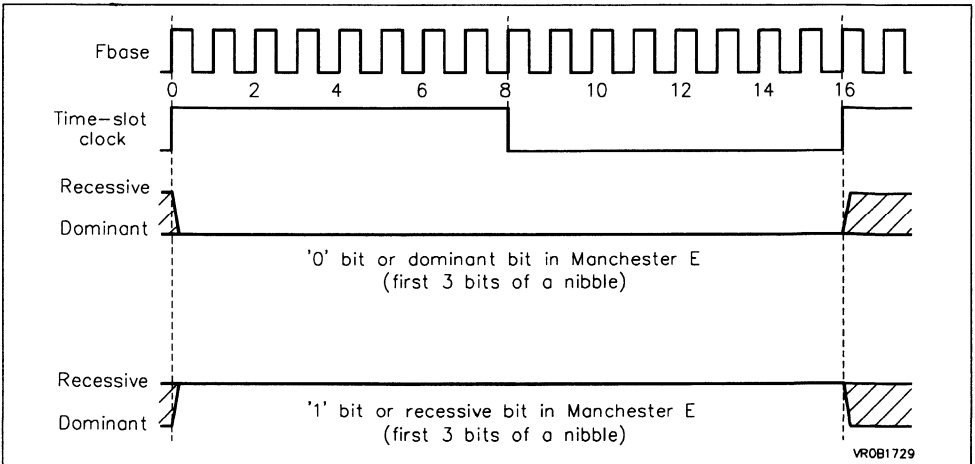 Fbase
0 2 4 6 8 10 12 14 16
Time-slot
clock
Recessive
Dominant
'0' bit or dominant bit in Manchester E
(first 3 bits of a nibble)
Recessive
Dominant
'1' bit or recessive bit in Manchester E
(first 3 bits of a nibble)
VR0B1729